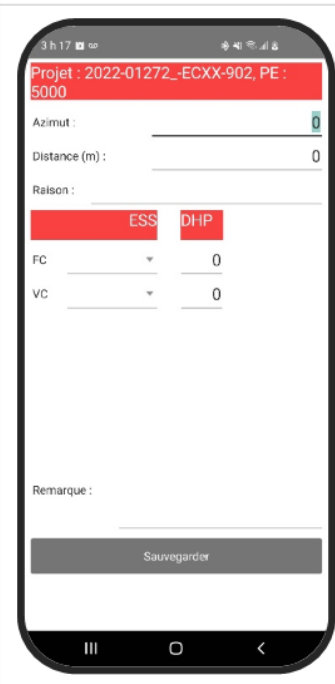 3 h 17
Projet : 2022-01272_-ECXX-902, PE :
5000
Azimut : 0
Distance (m) : 0
Raison :
ESS DHP
FC 0
VC 0
Remarque :
Sauvegarder